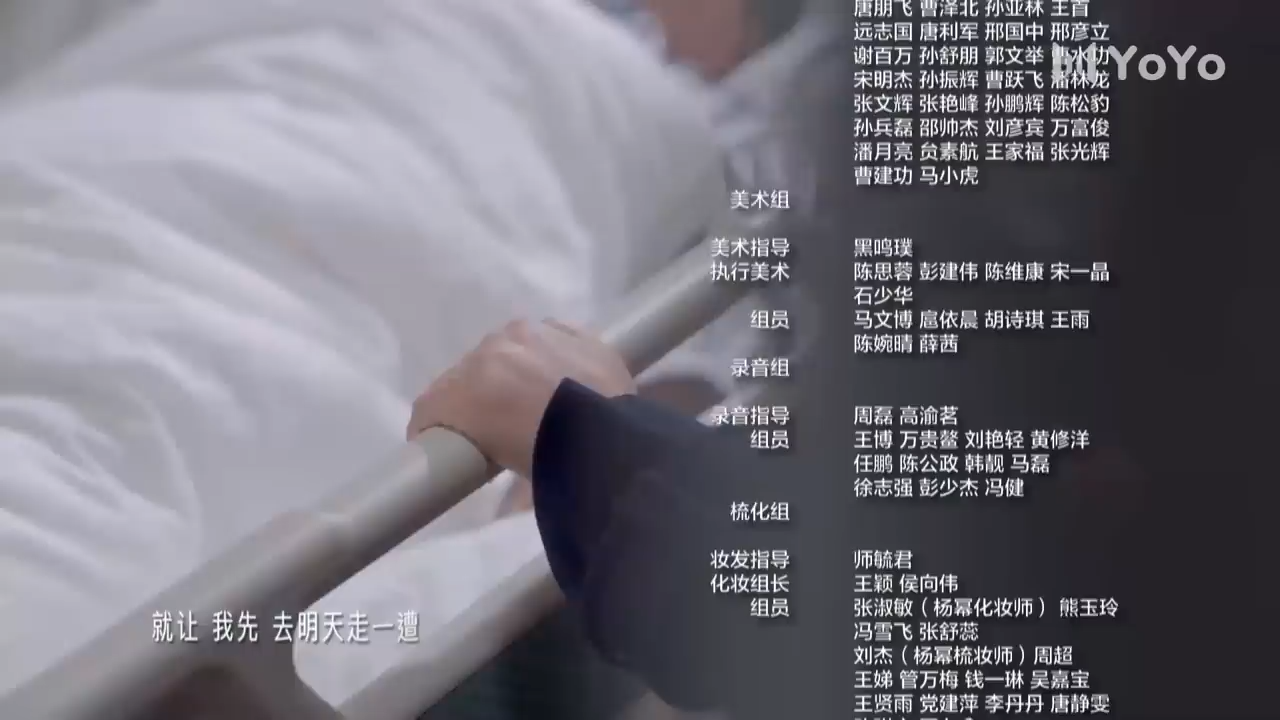 唐朋飞 曹泽北 孙亚林 王首
远志国 唐利军 邢国中 邢彦立
谢百万 孙舒朋 郭文举 曹水功
宋明杰 孙振辉 曹跃飞 潘林龙
YoYo
张文辉 张艳峰 孙鹏辉 陈松豹
孙兵磊 邵帅杰 刘彦宾 万富俊
潘月亮 贠素航 王家福 张光辉
曹建功 马小虎
美术组
美术指导 黑鸣璞
执行美术 陈思蓉 彭建伟 陈维康 宋一晶
石少华
组员 马文博 扈依晨 胡诗琪 王雨
陈婉晴 薛茜
录音组
录音指导 周磊 高渝茗
组员 王博 万贵鳌 刘艳轻 黄修洋
任鹏 陈公政 韩靓 马磊
徐志强 彭少杰 冯健
梳化组
妆发指导 师毓君
化妆组长 王颖 侯向伟
组员 张淑敏（杨幂化妆师） 熊玉玲
冯雪飞 张舒蕊
刘杰（杨幂梳妆师）周超
王娣 管万梅 钱一琳 吴嘉宝
王贤雨 党建萍 李丹丹 唐静雯
就让 我先 去明天走一遭